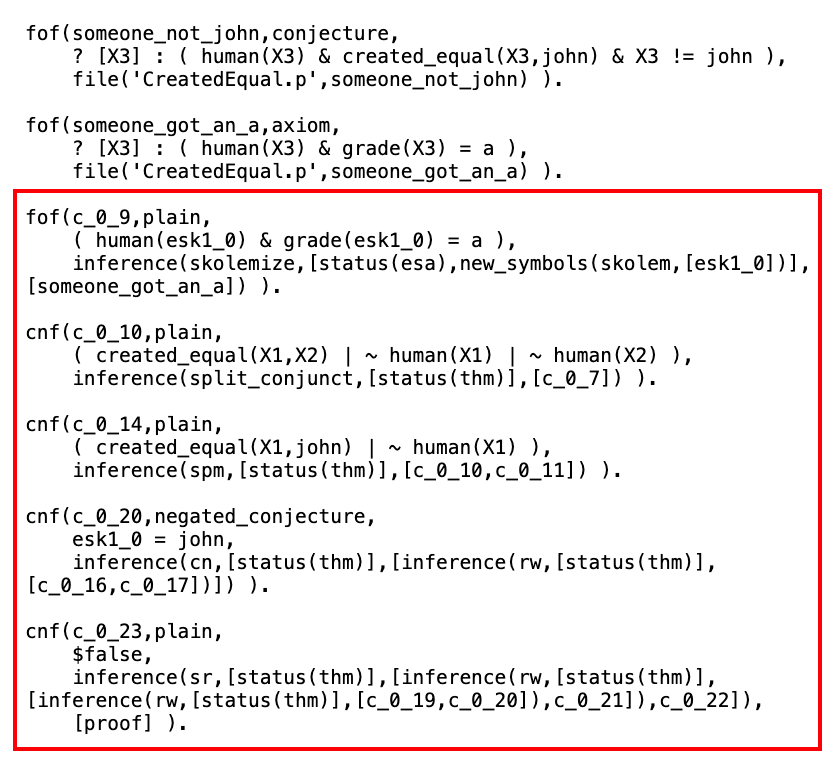 fof(someone_not_john,conjecture,
    ? [X3] : ( human(X3) & created_equal(X3,john) & X3 != john ),
    file('CreatedEqual.p',someone_not_john) ).
fof(someone_got_an_a,axiom,
    ? [X3] : ( human(X3) & grade(X3) = a ),
    file('CreatedEqual.p',someone_got_an_a) ).
fof(c_0_9,plain,
    ( human(esk1_0) & grade(esk1_0) = a ),
    inference(skolemize,[status(esa),new_symbols(skolem,[esk1_0])],
[someone_got_an_a]) ).
cnf(c_0_10,plain,
    ( created_equal(X1,X2) | ~ human(X1) | ~ human(X2) ),
    inference(split_conjunct,[status(thm)],[c_0_7]) ).
cnf(c_0_14,plain,
    ( created_equal(X1,john) | ~ human(X1) ),
    inference(spm,[status(thm)],[c_0_10,c_0_11]) ).
cnf(c_0_20,negated_conjecture,
    esk1_0 = john,
    inference(cn,[status(thm)],[inference(rw,[status(thm)],
[c_0_16,c_0_17])]) ).
cnf(c_0_23,plain,
    $false,
    inference(sr,[status(thm)],[inference(rw,[status(thm)],
[inference(rw,[status(thm)],[c_0_19,c_0_20]),c_0_21]),c_0_22]),
    [proof] ).